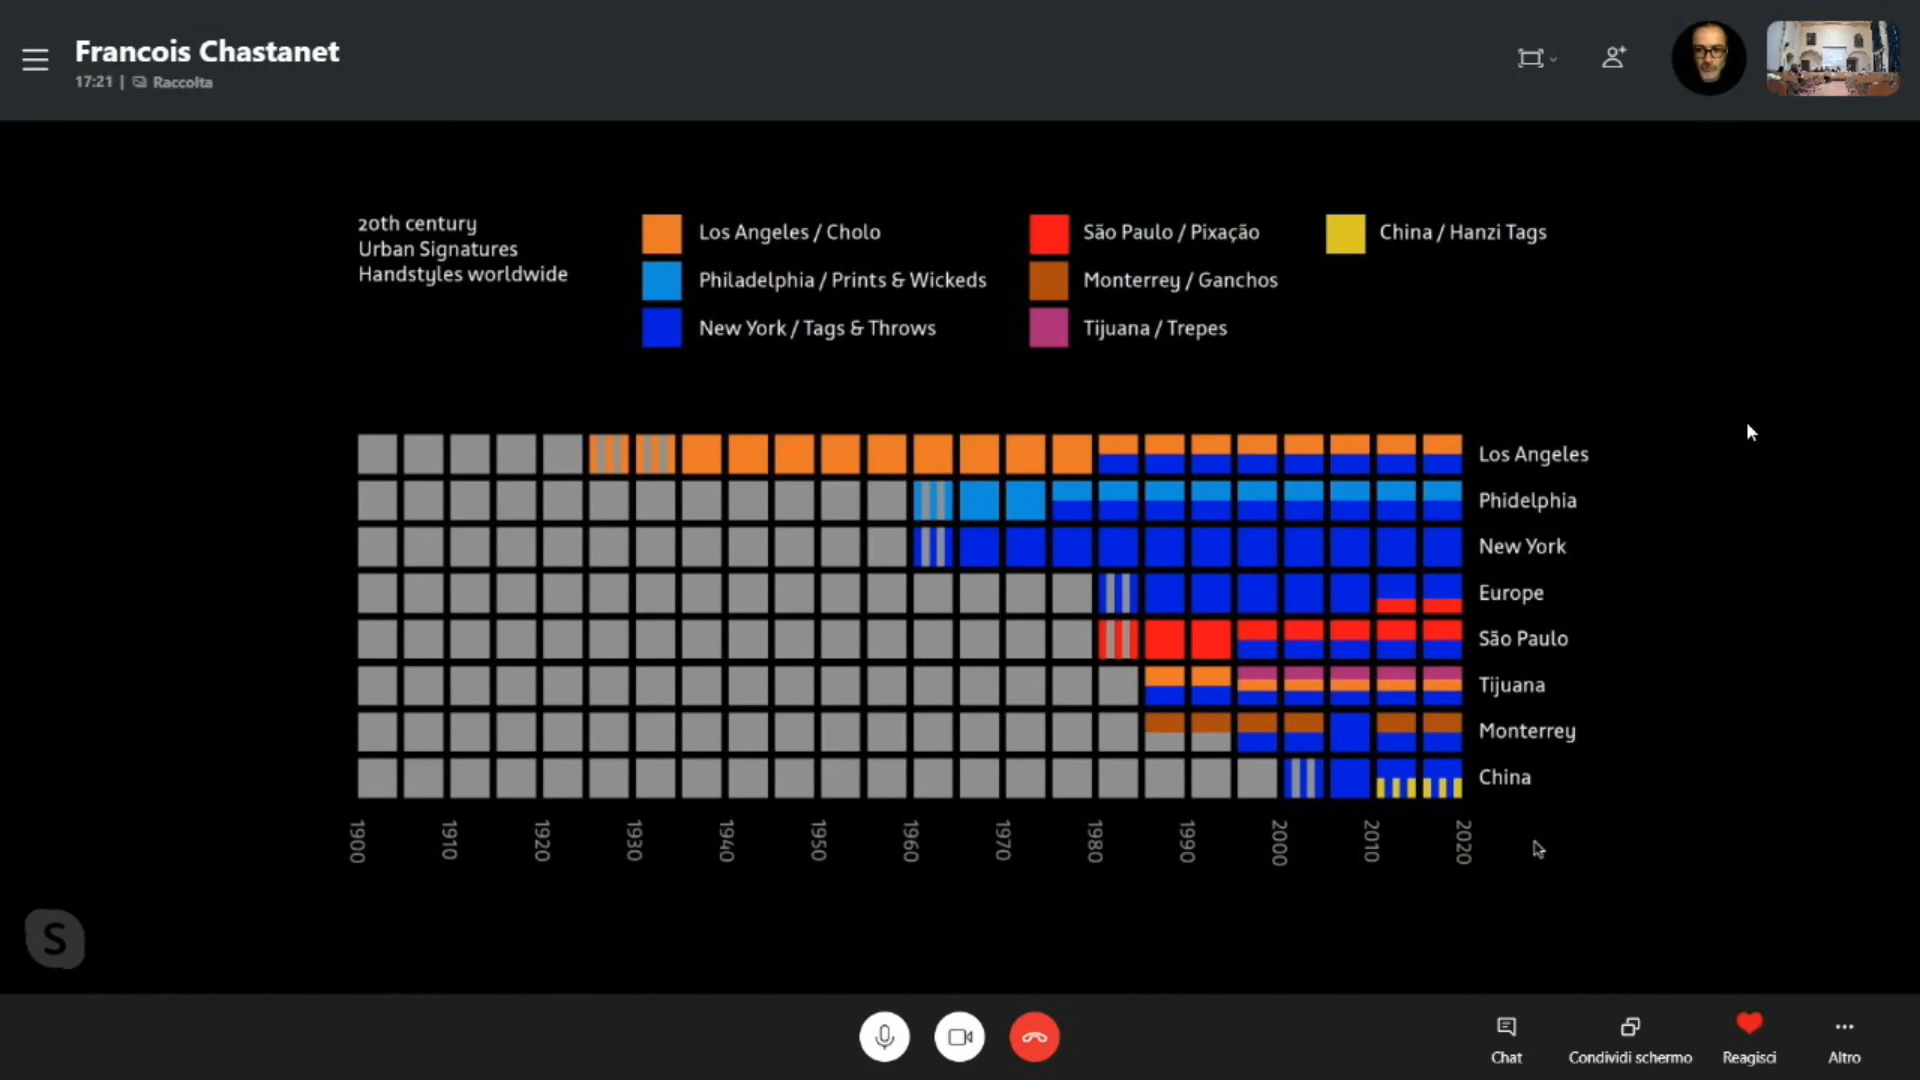 Francois Chastanet
17:21 | Raccolta
20th century
Urban Signatures
Handstyles worldwide
Los Angeles / Cholo
Philadelphia / Prints & Wickeds
New York / Tags & Throws
São Paulo / Pixação
Monterrey / Ganchos
Tijuana / Trepes
China / Hanzi Tags
Los Angeles
Phidelphia
New York
Europe
São Paulo
Tijuana
Monterrey
China
1900
1910
1920
1930
1940
1950
1960
1970
1980
1990
2000
2010
2020
S
Chat
Condividi schermo
Reagisci
Altro